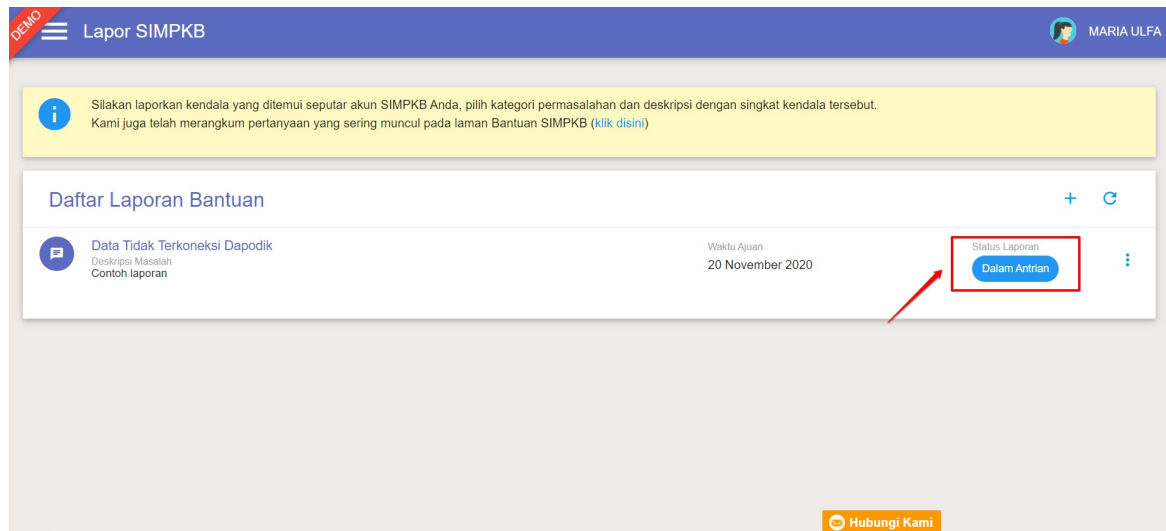 DEMO
Lapor SIMPKB
MARIA ULFA
Silakan laporkan kendala yang ditemui seputar akun SIMPKB Anda, pilih kategori permasalahan dan deskripsi dengan singkat kendala tersebut.
Kami juga telah merangkum pertanyaan yang sering muncul pada laman Bantuan SIMPKB (klik disini)
Daftar Laporan Bantuan
Data Tidak Terkoneksi Dapodik
Deskripsi Masalah
Contoh laporan
Waktu Ajuan
20 November 2020
Status Laporan
Dalam Antrian
Hubungi Kami